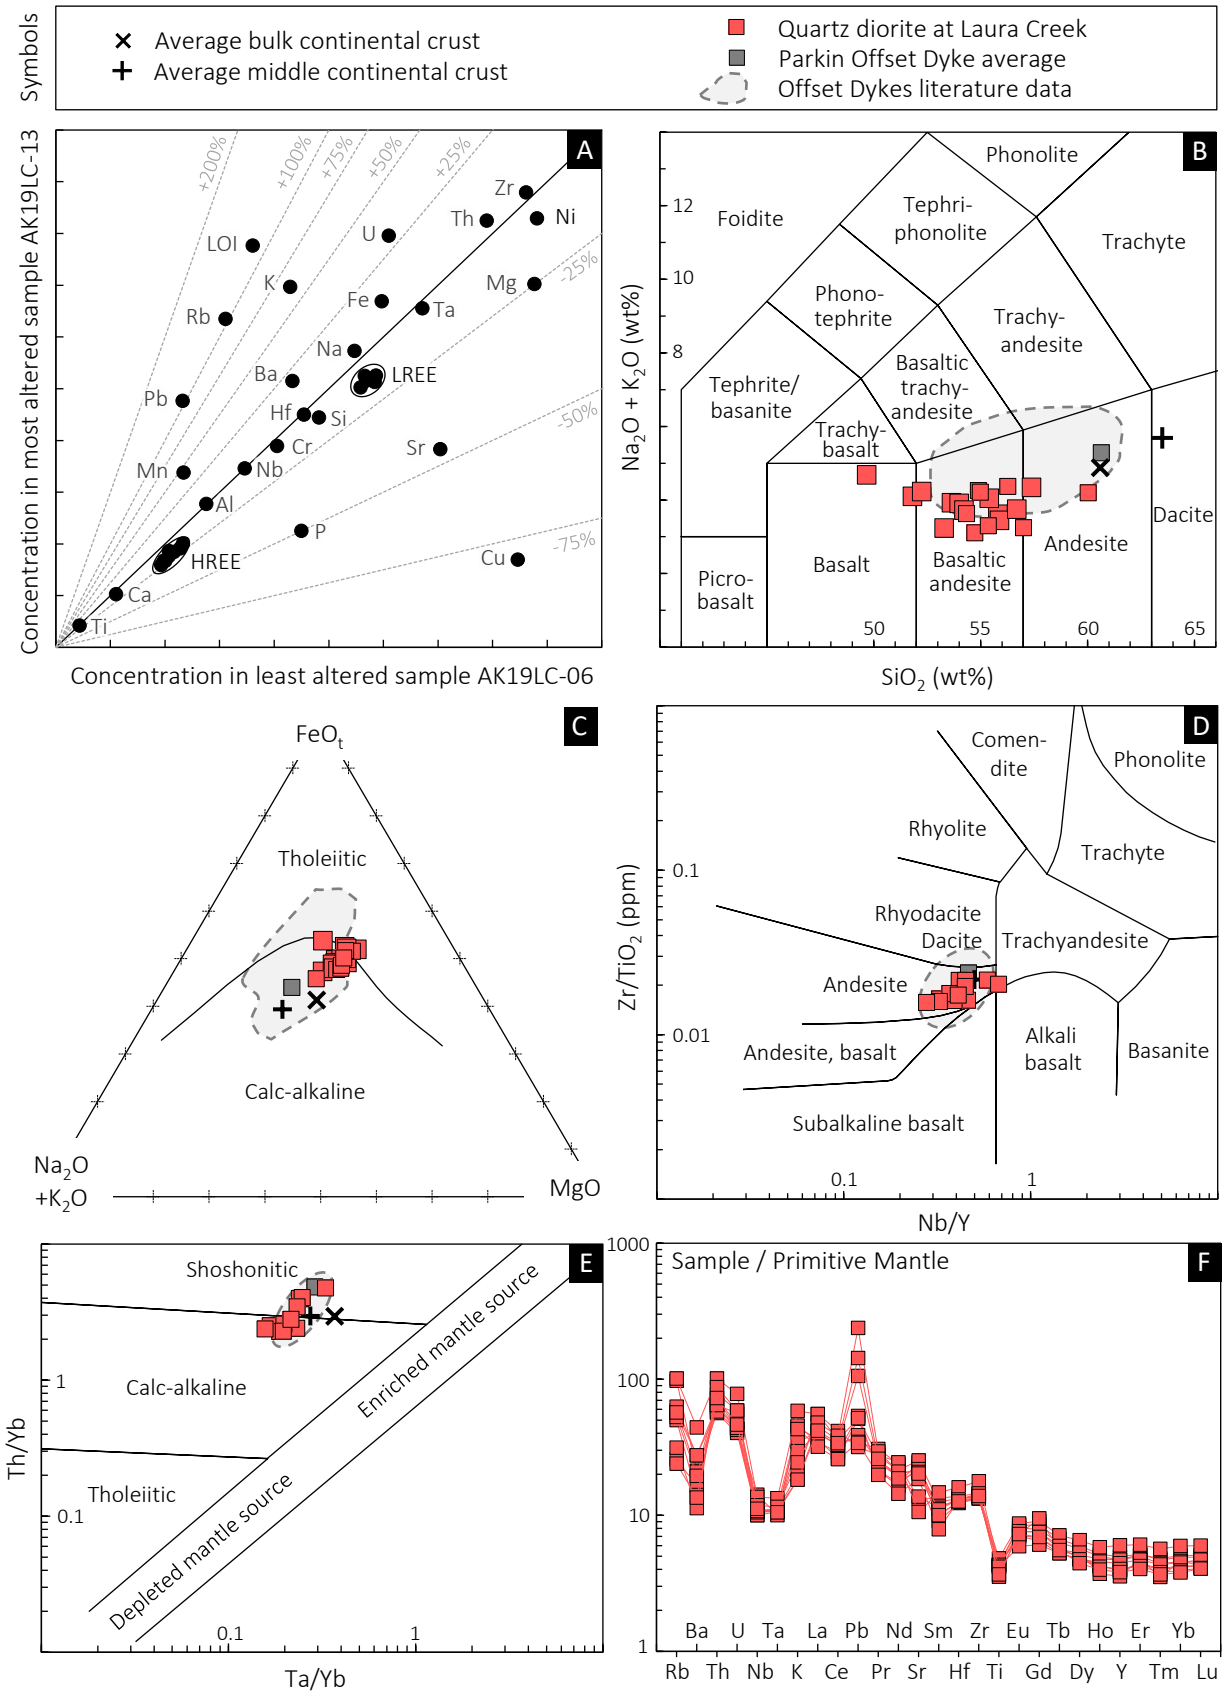 Symbols
Average bulk continental crust
Average middle continental crust
Quartz diorite at Laura Creek
Parkin Offset Dyke average
Offset Dykes literature data
A
Concentration in most altered sample AK19LC-13
+200%
+100%
+75%
+50%
+25%
-25%
-50%
-75%
Zr
Th
Ni
LOI
U
K
Mg
Fe
Ta
Rb
Na
Ba
LREE
Pb
Hf
Si
Cr
Sr
Mn
Nb
Al
P
HREE
Cu
Ca
Ti
Concentration in least altered sample AK19LC-06
B
Na2O + K2O (wt%)
12
10
8
Phonolite
Foidite
Tephri-
phonolite
Trachyte
Phono-
tephrite
Trachy-
andesite
Tephrite/
basanite
Basaltic
trachy-
andesite
Trachy-
basalt
Dacite
Andesite
Basalt
Basaltic
andesite
Picro-
basalt
50
55
60
65
SiO2 (wt%)
C
FeOt
Tholeiitic
Calc-alkaline
Na2O
+K2O
MgO
D
Zr/TiO2 (ppm)
0.1
0.01
Comen-
dite
Phonolite
Rhyolite
Trachyte
Rhyodacite
Dacite
Trachyandesite
Andesite
Andesite, basalt
Alkali
basalt
Basanite
Subalkaline basalt
0.1
1
Nb/Y
E
Th/Yb
1
0.1
Shoshonitic
Calc-alkaline
Tholeiitic
Enriched mantle source
Depleted mantle source
0.1
1
Ta/Yb
F
Sample / Primitive Mantle
1000
100
10
1
Ba U Ta La Pb Nd Sm Zr Eu Tb Ho Er Yb
Rb Th Nb K Ce Pr Sr Hf Ti Gd Dy Y Tm Lu